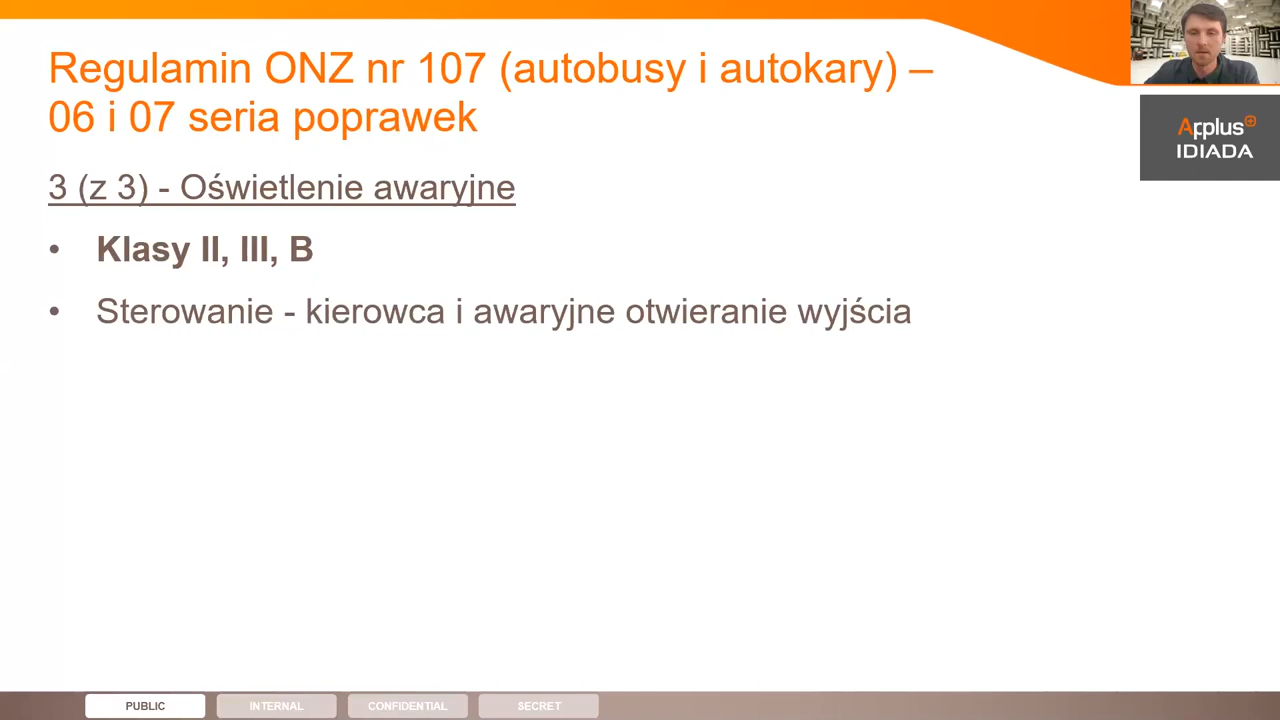 Regulamin ONZ nr 107 (autobusy i autokary) –
06 i 07 seria poprawek
Applus+
IDIADA
3 (z 3) - Oświetlenie awaryjne
• Klasy II, III, B
• Sterowanie - kierowca i awaryjne otwieranie wyjścia
PUBLIC INTERNAL CONFIDENTIAL SECRET